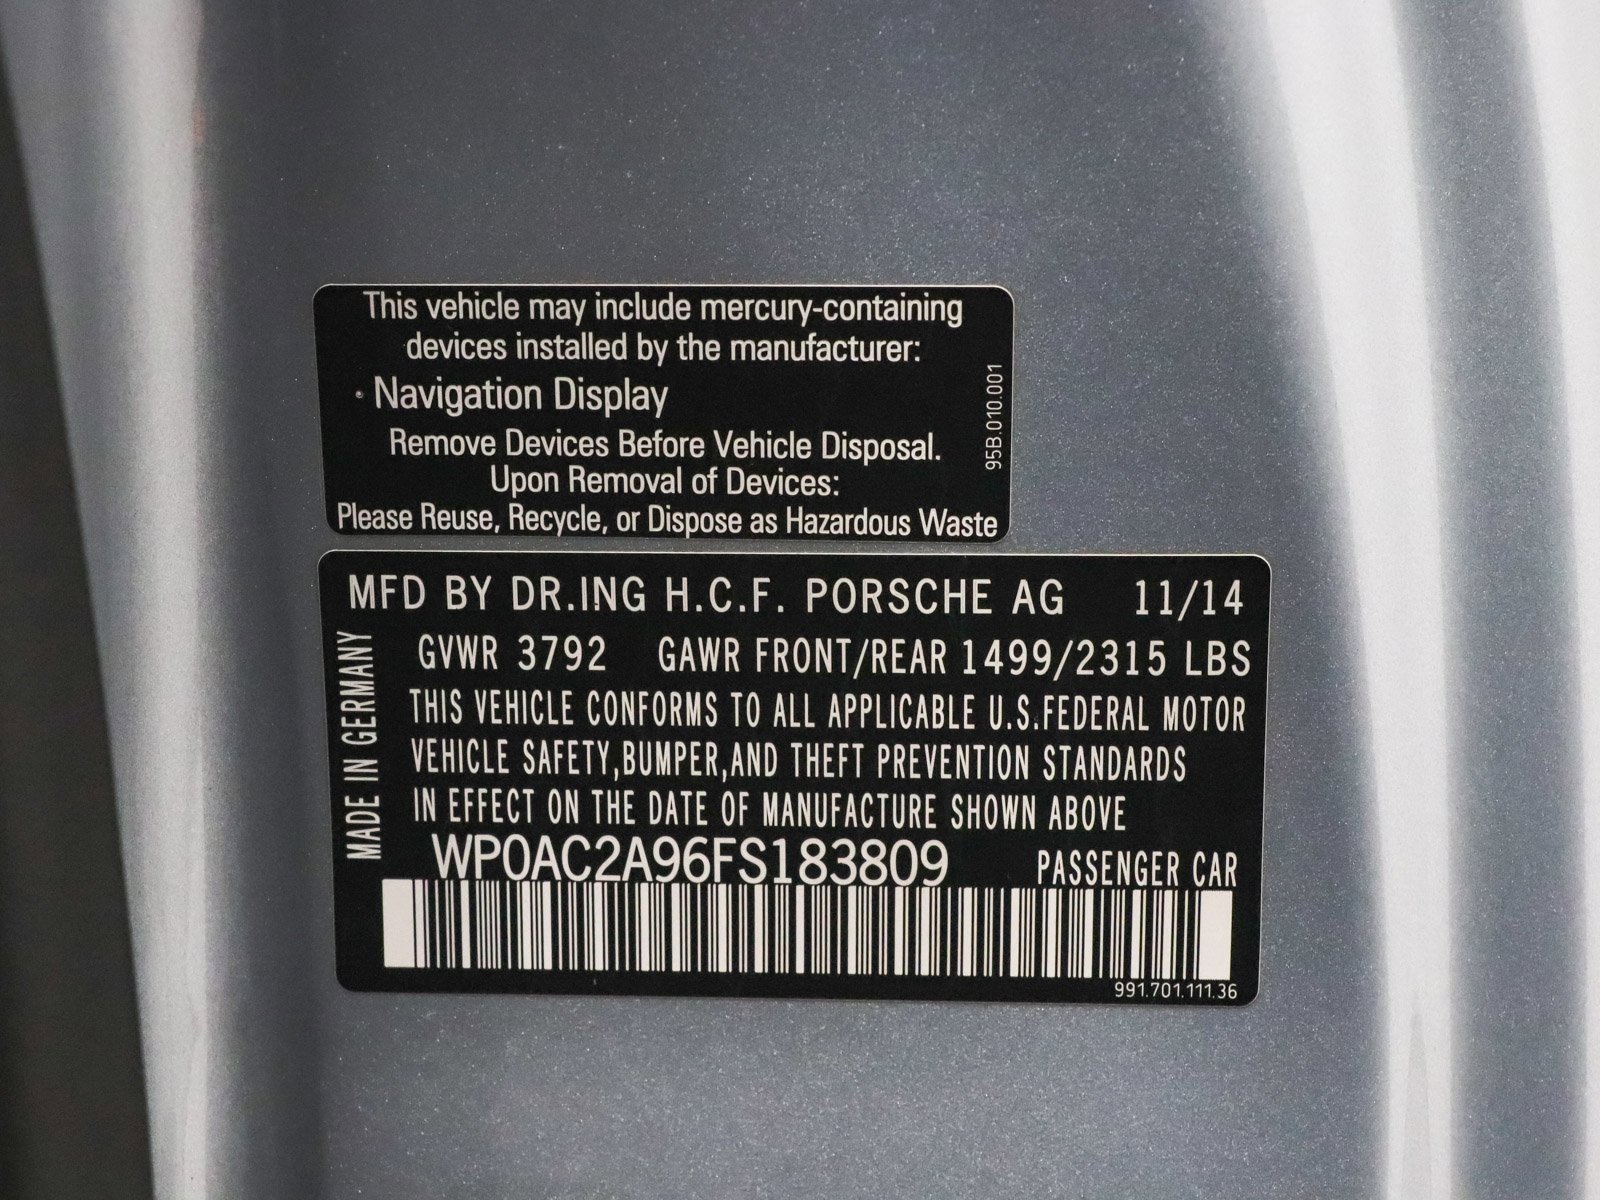 This vehicle may include mercury-containing
devices installed by the manufacturer:
• Navigation Display
Remove Devices Before Vehicle Disposal.
Upon Removal of Devices:
Please Reuse, Recycle, or Dispose as Hazardous Waste
95B.010.001
MFD BY DR.ING H.C.F. PORSCHE AG 11/14
GVWR 3792 GAWR FRONT/REAR 1499/2315 LBS
THIS VEHICLE CONFORMS TO ALL APPLICABLE U.S.FEDERAL MOTOR
VEHICLE SAFETY,BUMPER,AND THEFT PREVENTION STANDARDS
IN EFFECT ON THE DATE OF MANUFACTURE SHOWN ABOVE
MADE IN GERMANY
WP0AC2A96FS183809 PASSENGER CAR
991.701.111.36